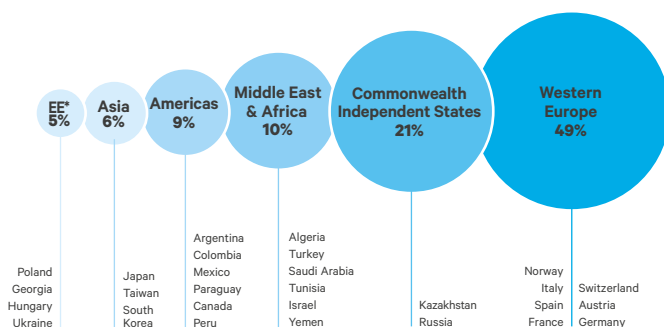 EE*
5%
Asia
6%
Americas
9%
Middle East
& Africa
10%
Commonwealth
Independent States
21%
Western
Europe
49%
Poland
Georgia
Hungary
Ukraine
Japan
Taiwan
South
Korea
Argentina
Colombia
Mexico
Paraguay
Canada
Peru
Algeria
Turkey
Saudi Arabia
Tunisia
Israel
Yemen
Kazakhstan
Russia
Norway
Italy
Spain
France
Switzerland
Austria
Germany